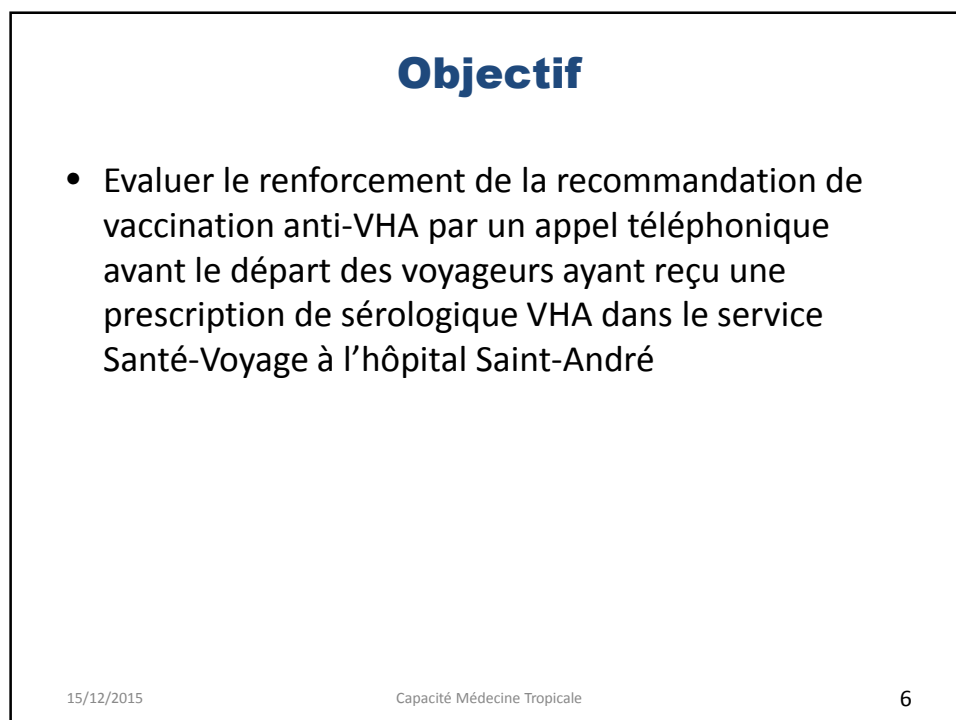 Objectif
• Evaluer le renforcement de la recommandation de
vaccination anti-VHA par un appel téléphonique
avant le départ des voyageurs ayant reçu une
prescription de sérologique VHA dans le service
Santé-Voyage à l’hôpital Saint-André
15/12/2015 Capacité Médecine Tropicale 6